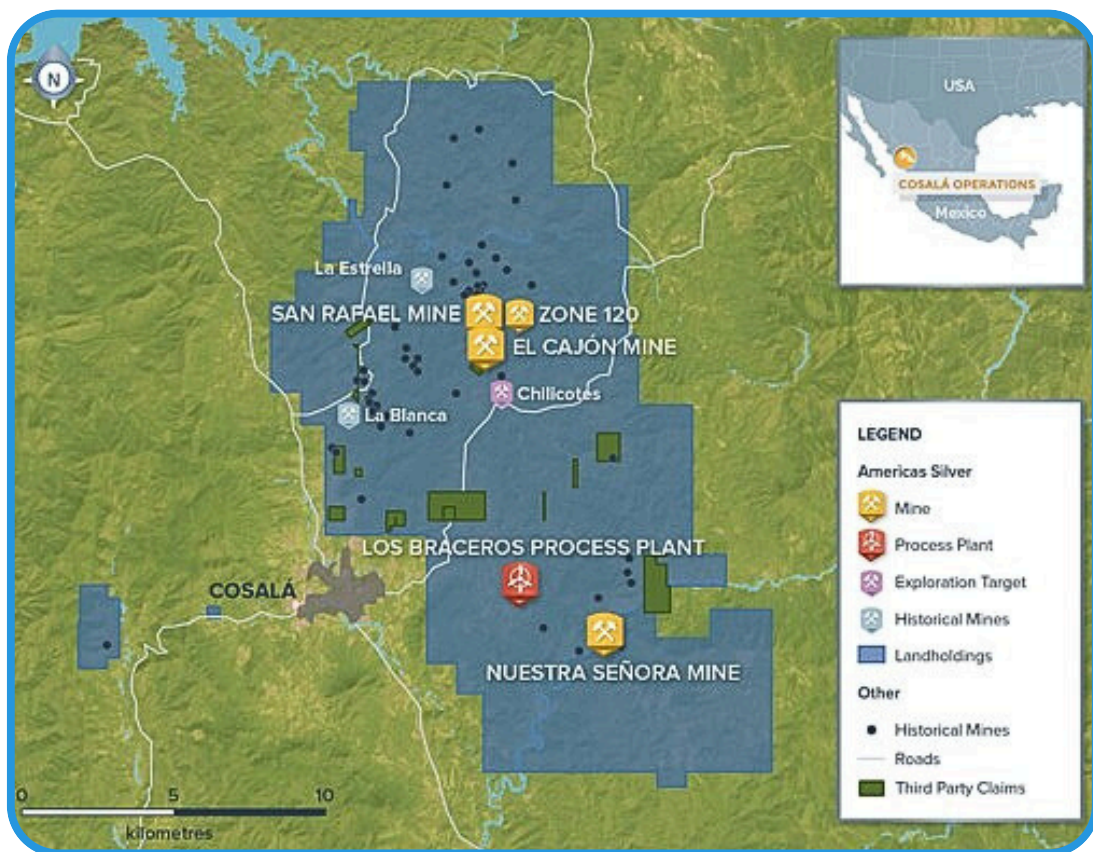 N
USA
COSALÁ OPERATIONS
Mexico
La Estrella
SAN RAFAEL MINE
ZONE 120
EL CAJÓN MINE
Chilicotes
La Blanca
LOS BRACEROS PROCESS PLANT
COSALÁ
NUESTRA SEÑORA MINE
LEGEND
Americas Silver
Mine
Process Plant
Exploration Target
Historical Mines
Landholdings
Other
Historical Mines
Roads
Third Party Claims
0 5 10
kilometres